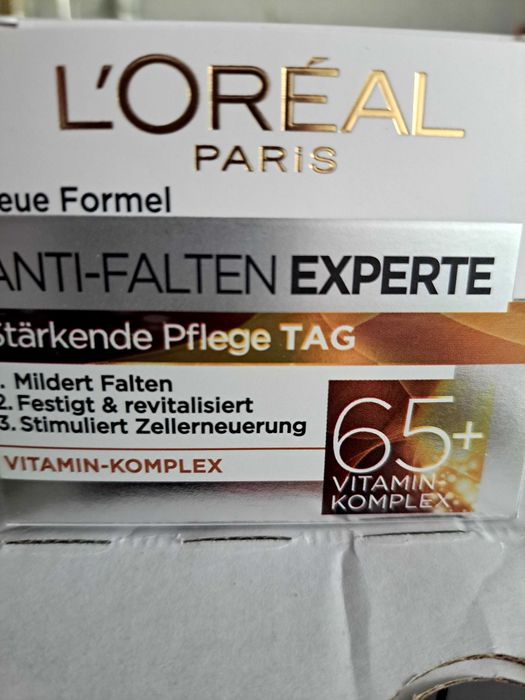 L'ORÉAL
PARiS
eue Formel
ANTI-FALTEN EXPERTE
Stärkende Pflege TAG
. Mildert Falten
2. Festigt & revitalisiert
3. Stimuliert Zellerneuerung
VITAMIN-KOMPLEX
65+
VITAMIN-
KOMPLEX